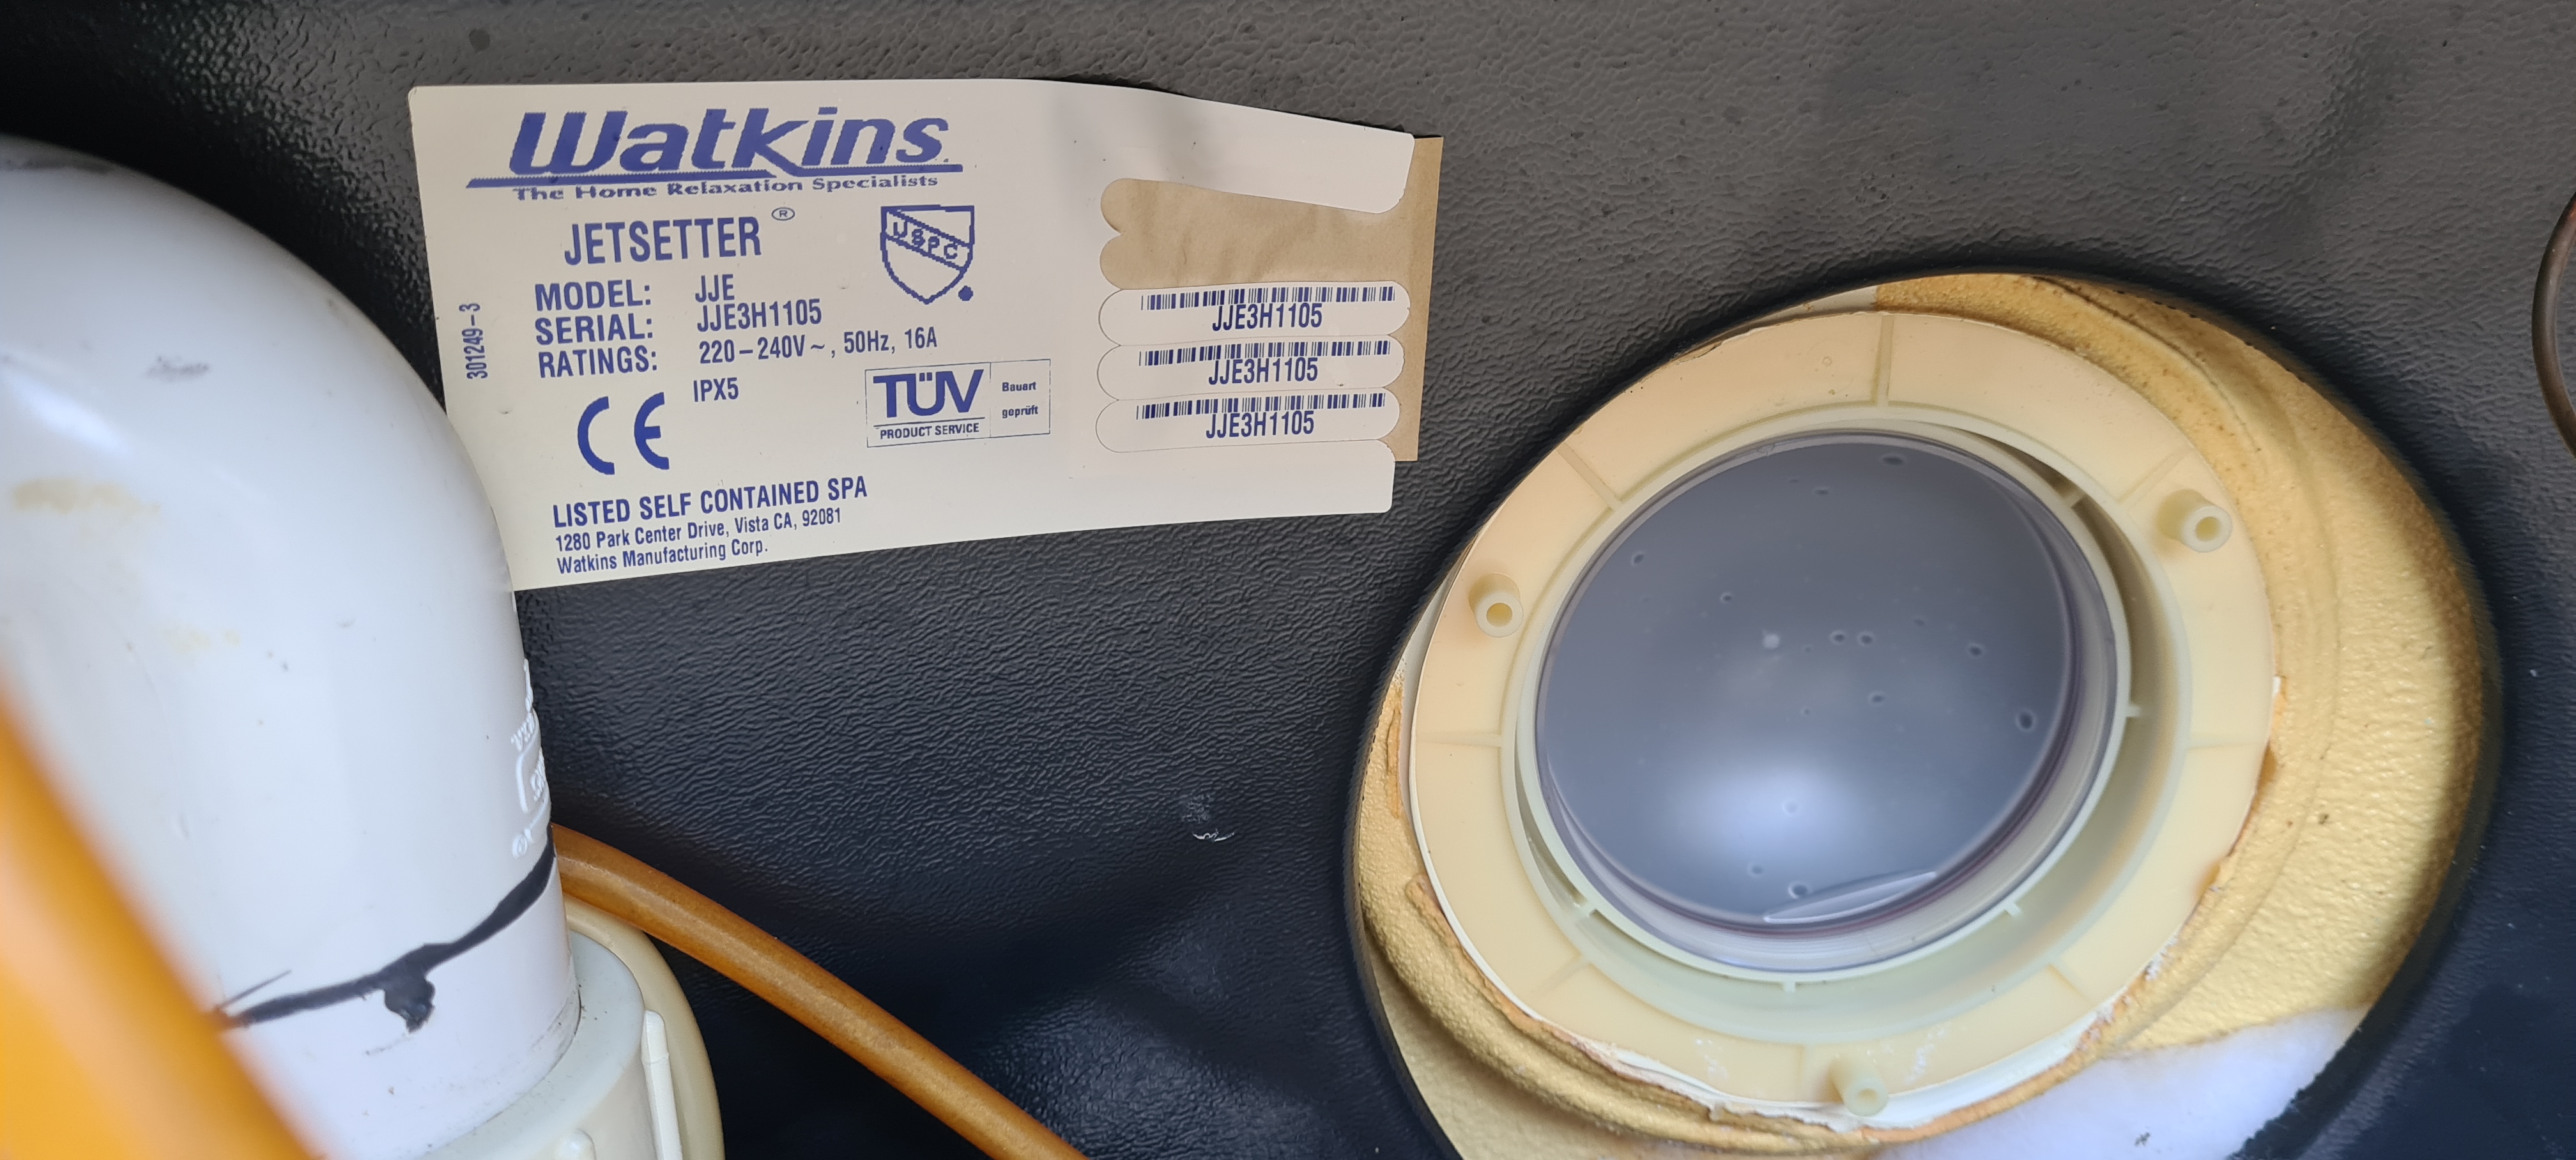 Watkins.
The Home Relaxation Specialists
JETSETTER ®
USPC
MODEL: JJE
SERIAL: JJE3H1105
RATINGS: 220-240V~, 50Hz, 16A
IPX5
CE
TÜV
PRODUCT SERVICE
Bauart
geprüft
LISTED SELF CONTAINED SPA
1280 Park Center Drive, Vista CA, 92081
Watkins Manufacturing Corp.
301249-3
JJE3H1105
JJE3H1105
JJE3H1105